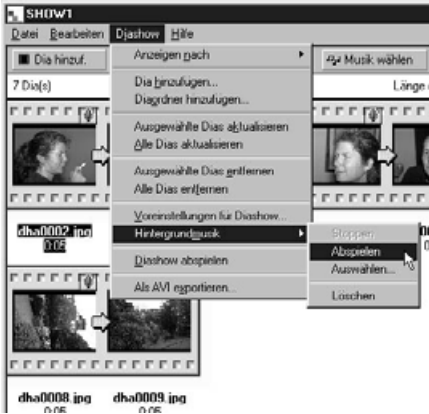 SHOW1
Datei Bearbeiten Djashow Hilfe
Dia hinzuf. Musik wählen
7 Dia(s) Länge
Anzeigen nach
Dia hinzufügen...
Diaordner hinzufügen...
Ausgewählte Dias aktualisieren
Alle Dias aktualisieren
Ausgewählte Dias entfernen
Alle Dias entfernen
Voreinstellungen für Diashow...
Hintergrundmusik
Diashow abspielen
Als AVI exportieren...
Stoppen
Abspielen
Auswählen...
Löschen
dha0002.jpg
0:05
dha0008.jpg dha0009.jpg
0:05 0:05